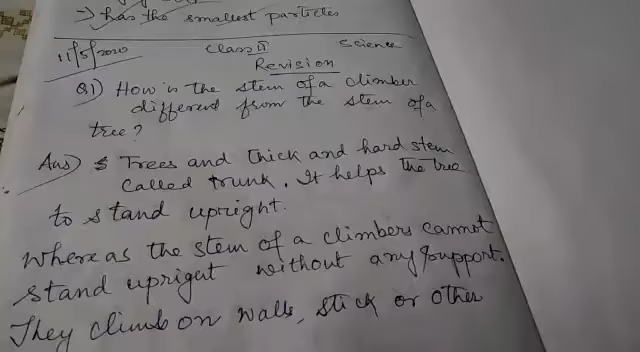 → has the smallest particles
11/5/2020 Class II Science
Revision
Q1) How is the stem of a climber
different from the stem of a
tree?
Ans) Trees and thick and hard stem
called trunk. It helps the tree
to stand upright.
Where as the stem of a climbers cannot
stand upright without any support.
They climb on walls, stick or other